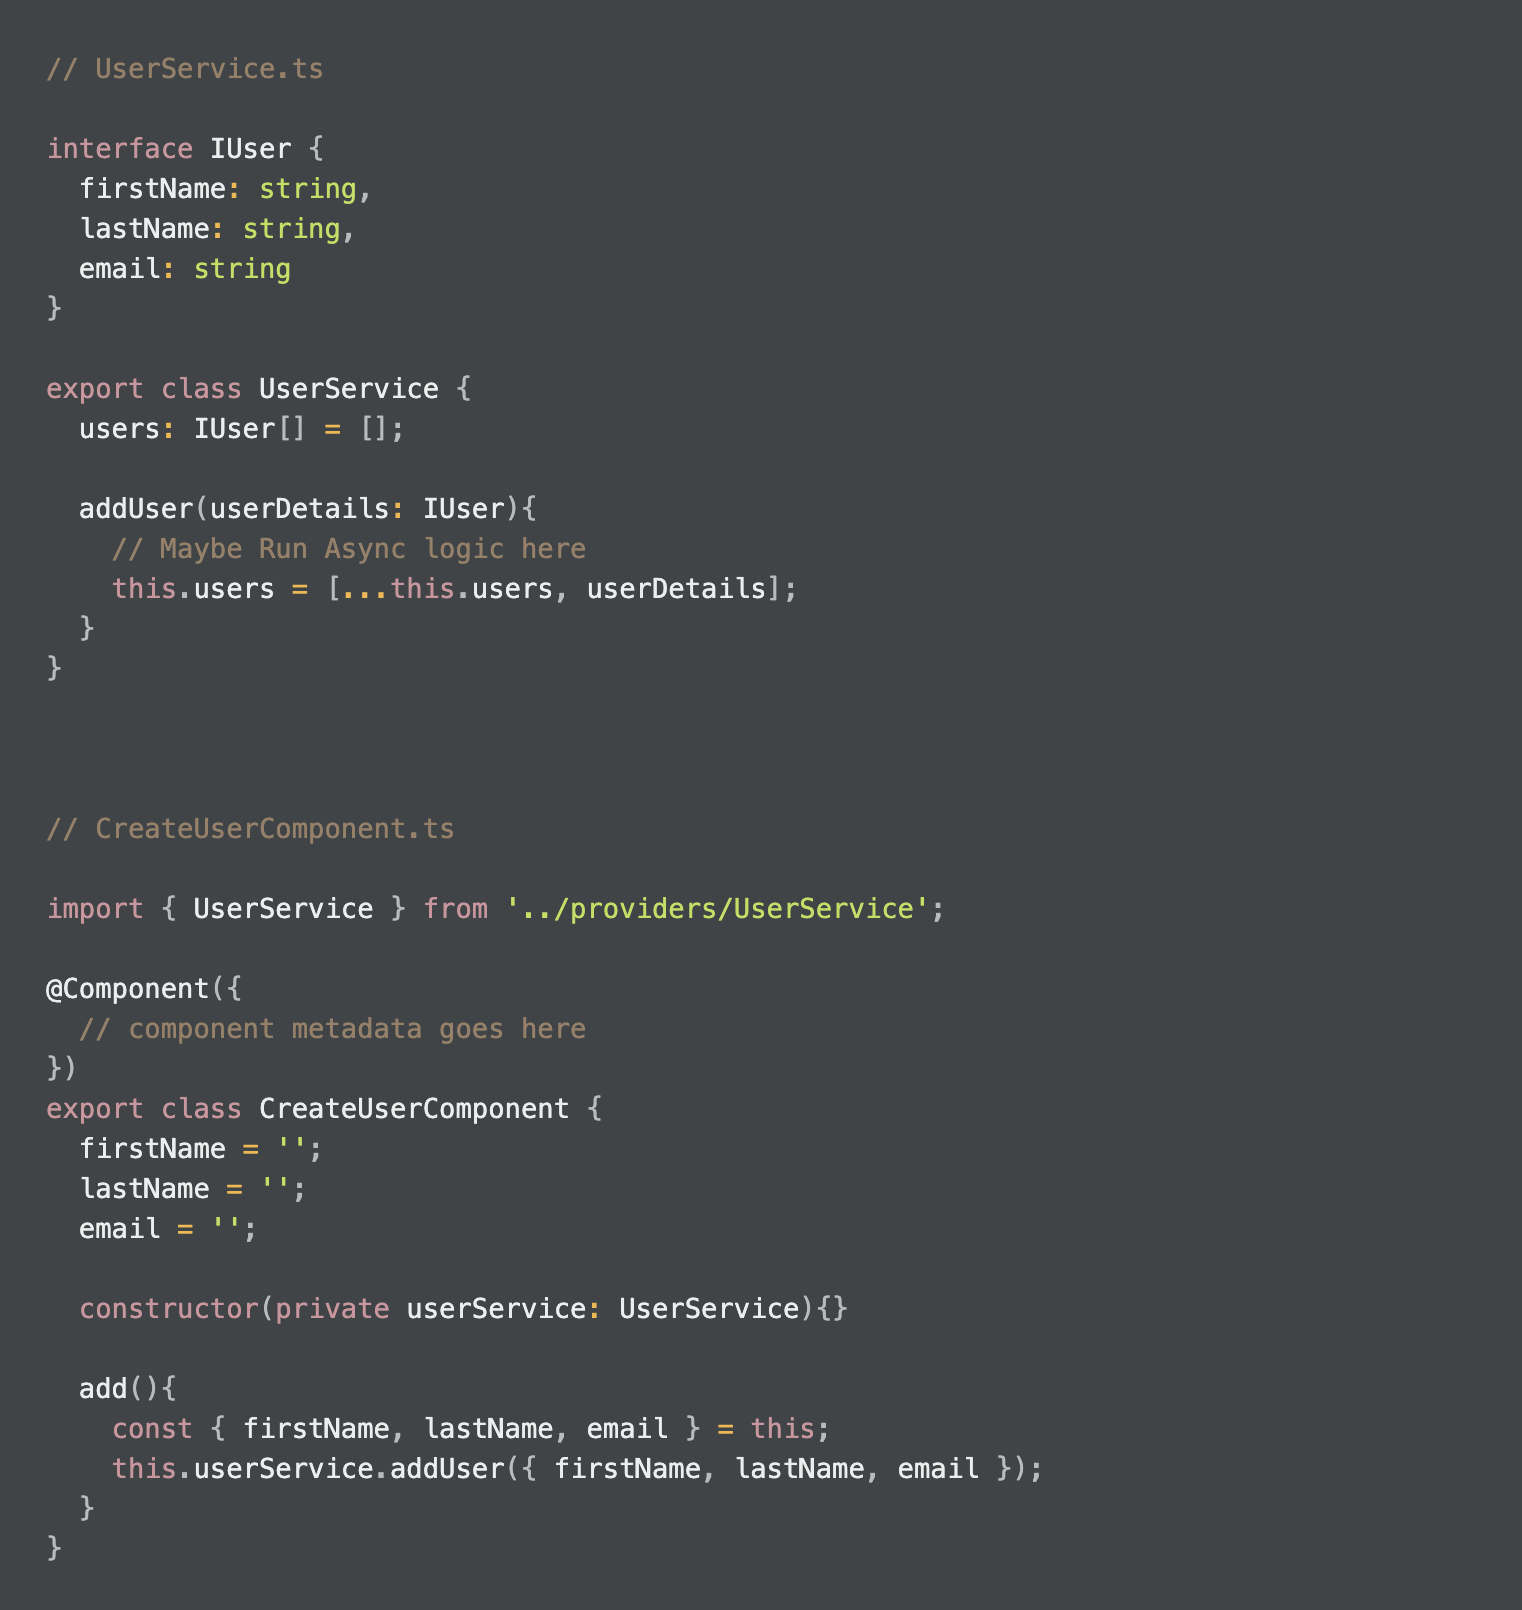 // UserService.ts
interface IUser {
  firstName: string,
  lastName: string,
  email: string
}
export class UserService {
  users: IUser[] = [];
  addUser(userDetails: IUser){
    // Maybe Run Async logic here
    this.users = [...this.users, userDetails];
  }
}
// CreateUserComponent.ts
import { UserService } from '../providers/UserService';
@Component({
  // component metadata goes here
})
export class CreateUserComponent {
  firstName = '';
  lastName = '';
  email = '';
  constructor(private userService: UserService){}
  add(){
    const { firstName, lastName, email } = this;
    this.userService.addUser({ firstName, lastName, email });
  }
}